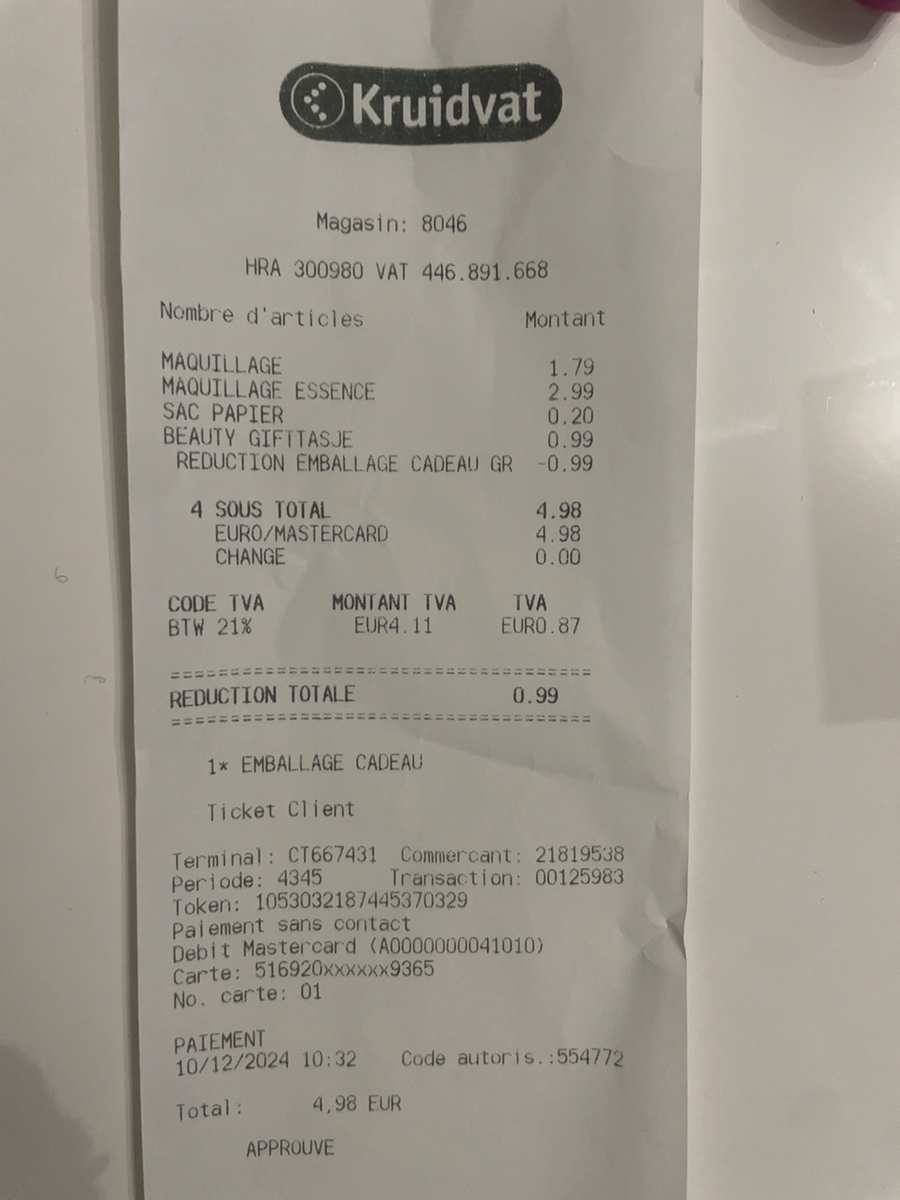 Kruidvat
Magasin: 8046
HRA 300980 VAT 446.891.668
Nombre d'articles Montant
MAQUILLAGE 1.79
MAQUILLAGE ESSENCE 2.99
SAC PAPIER 0.20
BEAUTY GIFTTASJE 0.99
REDUCTION EMBALLAGE CADEAU GR -0.99
4 SOUS TOTAL 4.98
EURO/MASTERCARD 4.98
CHANGE 0.00
CODE TVA MONTANT TVA TVA
BTW 21% EUR4.11 EUR0.87
===================================
REDUCTION TOTALE 0.99
===================================
1* EMBALLAGE CADEAU
Ticket Client
Terminal: CT667431 Commercant: 21819538
Periode: 4345 Transaction: 00125983
Token: 1053032187445370329
Paiement sans contact
Debit Mastercard (A0000000041010)
Carte: 516920xxxxxx9365
No. carte: 01
PAIEMENT
10/12/2024 10:32 Code autoris.:554772
Total: 4,98 EUR
APPROUVE